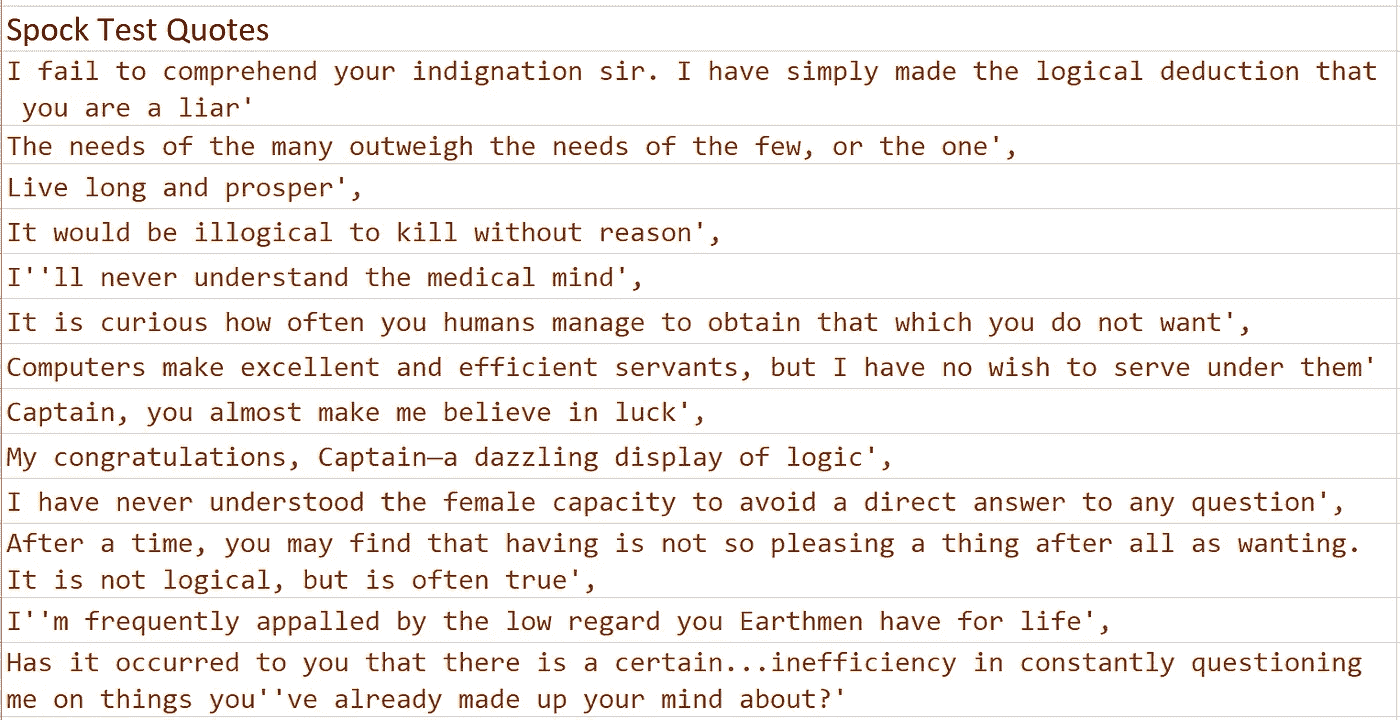 Spock Test Quotes
I fail to comprehend your indignation sir. I have simply made the logical deduction that
you are a liar'
The needs of the many outweigh the needs of the few, or the one',
Live long and prosper',
It would be illogical to kill without reason',
I''ll never understand the medical mind',
It is curious how often you humans manage to obtain that which you do not want',
Computers make excellent and efficient servants, but I have no wish to serve under them'
Captain, you almost make me believe in luck',
My congratulations, Captain—a dazzling display of logic',
I have never understood the female capacity to avoid a direct answer to any question',
After a time, you may find that having is not so pleasing a thing after all as wanting.
It is not logical, but is often true',
I''m frequently appalled by the low regard you Earthmen have for life',
Has it occurred to you that there is a certain...inefficiency in constantly questioning
me on things you''ve already made up your mind about?'